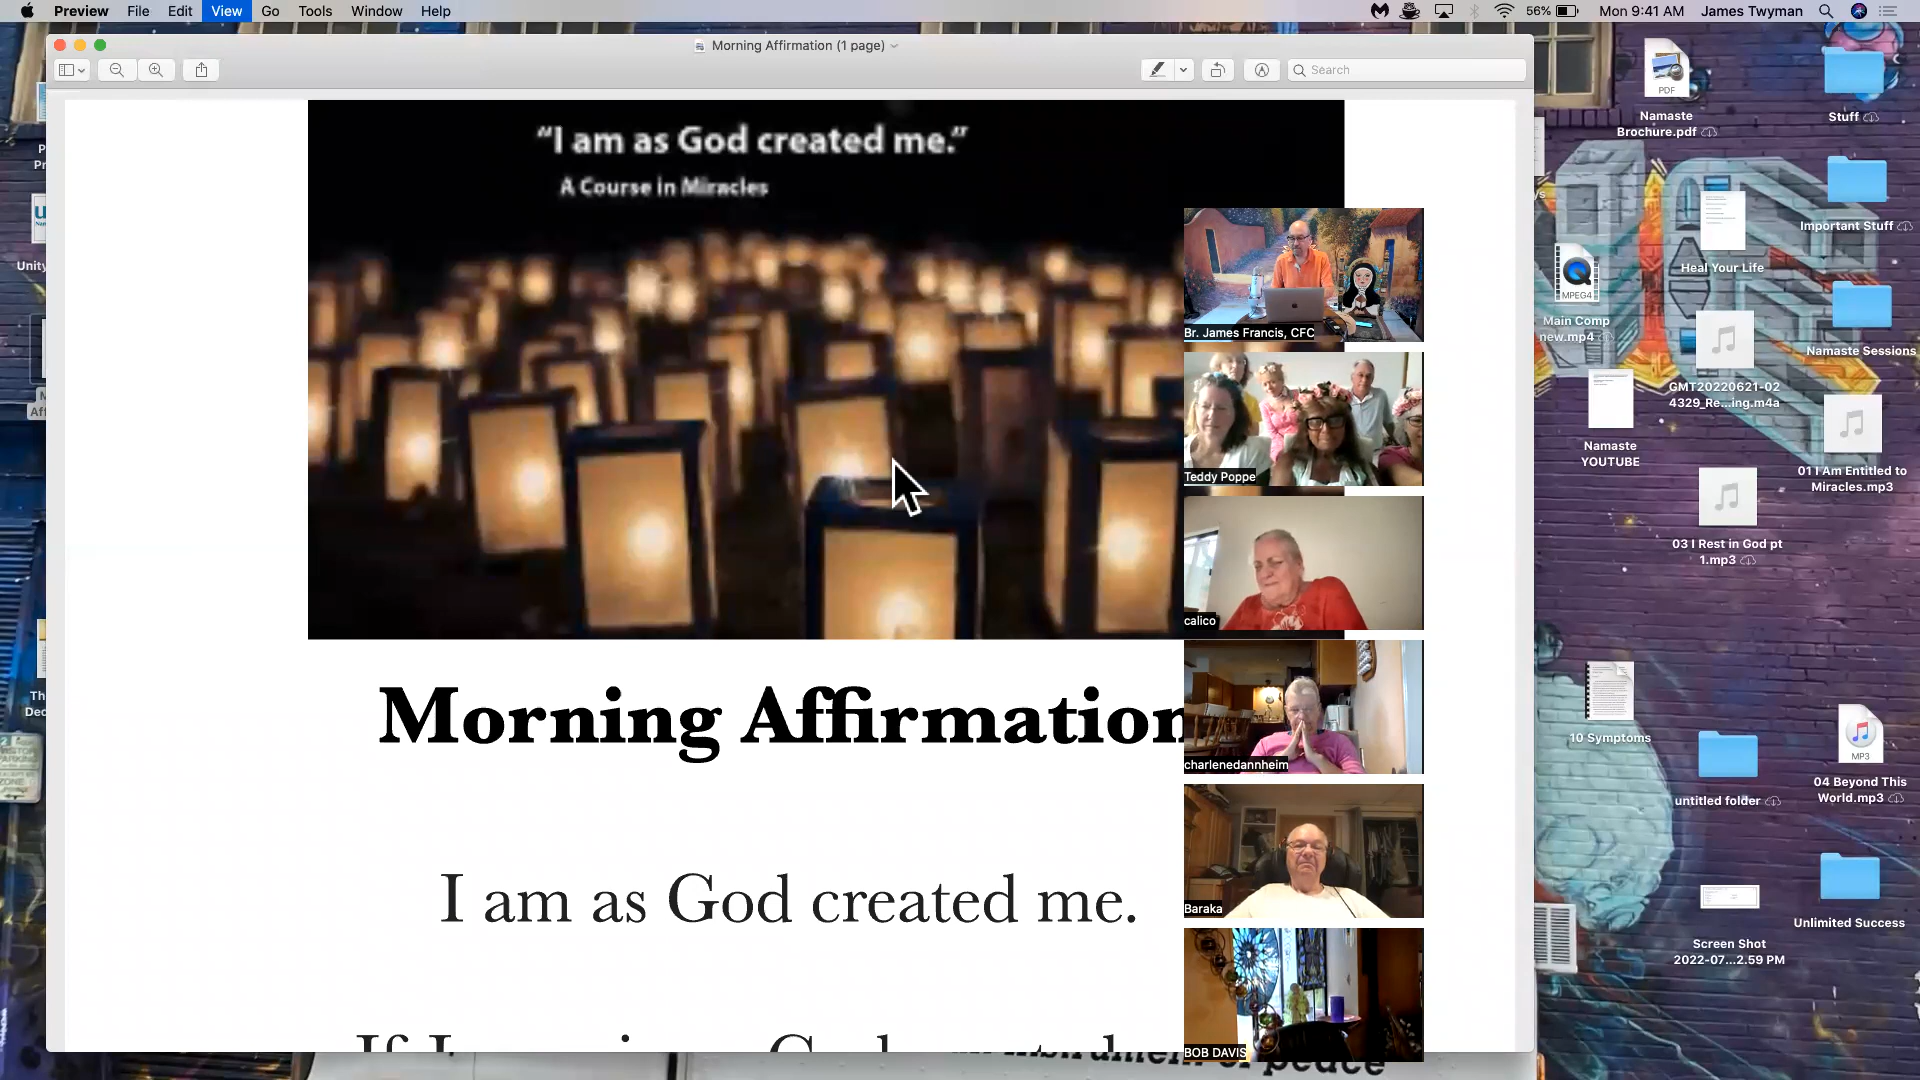 Preview File Edit View Go Tools Window Help
56% Mon 9:41 AM James Twyman
Morning Affirmation (1 page)
Search
“I am as God created me.”
A Course in Miracles
Morning Affirmation
I am as God created me.
Br. James Francis, CFC
Teddy Poppe
calico
charlenedannheim
Baraka
BOB DAVIS
peace
PDF
Namaste
Brochure.pdf
Stuff
Important Stuff
Heal Your Life
MPEG4
Main Comp
new.mp4
Namaste Sessions
GMT20220621-02
4329_Re...ing.m4a
Namaste
YOUTUBE
01 I Am Entitled to
Miracles.mp3
03 I Rest in God pt
1.mp3
10 Symptoms
untitled folder
MP3
04 Beyond This
World.mp3
Screen Shot
2022-07...2.59 PM
Unlimited Success